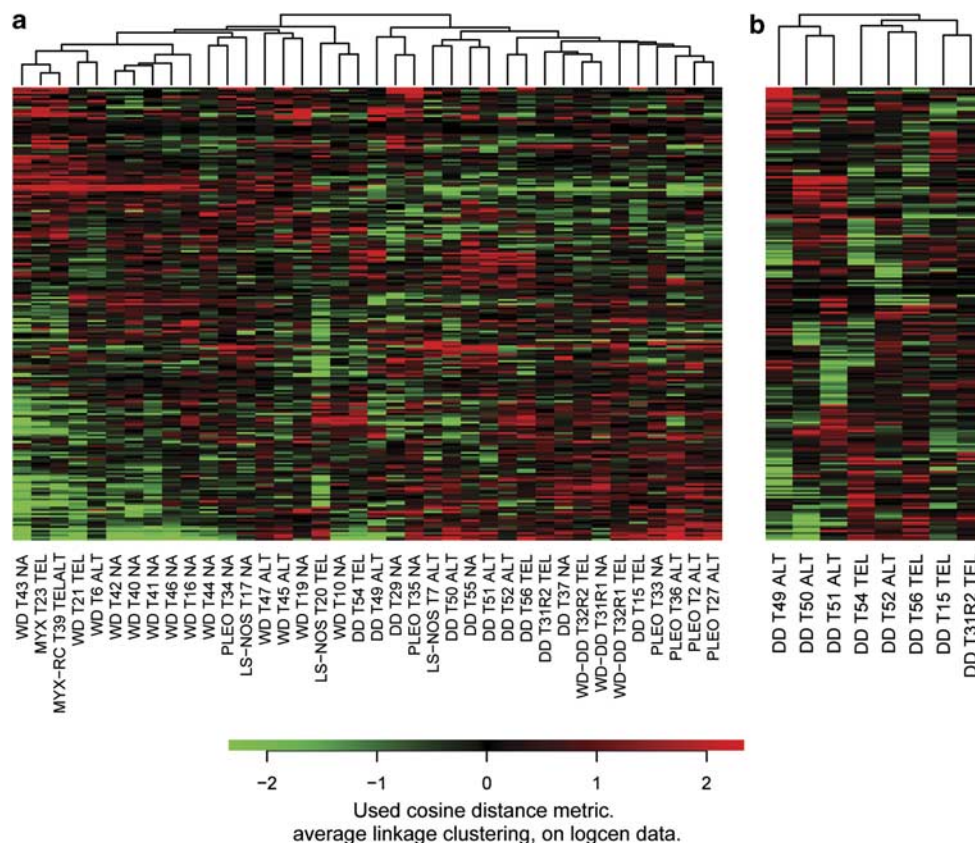 a
b
WD T43 NA
MYX T23 TEL
MYX-RC T39 TELALT
WD T21 TEL
WD T6 ALT
WD T42 NA
WD T40 NA
WD T41 NA
WD T46 NA
WD T16 NA
WD T44 NA
PLEO T34 NA
LS-NOS T17 NA
WD T47 ALT
WD T45 ALT
WD T19 NA
LS-NOS T20 TEL
WD T10 NA
DD T54 TEL
DD T49 ALT
DD T29 NA
PLEO T35 NA
LS-NOS T7 ALT
DD T50 ALT
DD T55 NA
DD T51 ALT
DD T52 ALT
DD T56 TEL
DD T31R2 TEL
DD T37 NA
WD-DD T32R2 TEL
WD-DD T31R1 NA
WD-DD T32R1 TEL
DD T15 TEL
PLEO T33 NA
PLEO T36 ALT
PLEO T2 ALT
PLEO T27 ALT
DD T49 ALT
DD T50 ALT
DD T51 ALT
DD T54 TEL
DD T52 ALT
DD T56 TEL
DD T15 TEL
DD T31R2 TEL
−2 −1 0 1 2
Used cosine distance metric.
average linkage clustering, on logcen data.